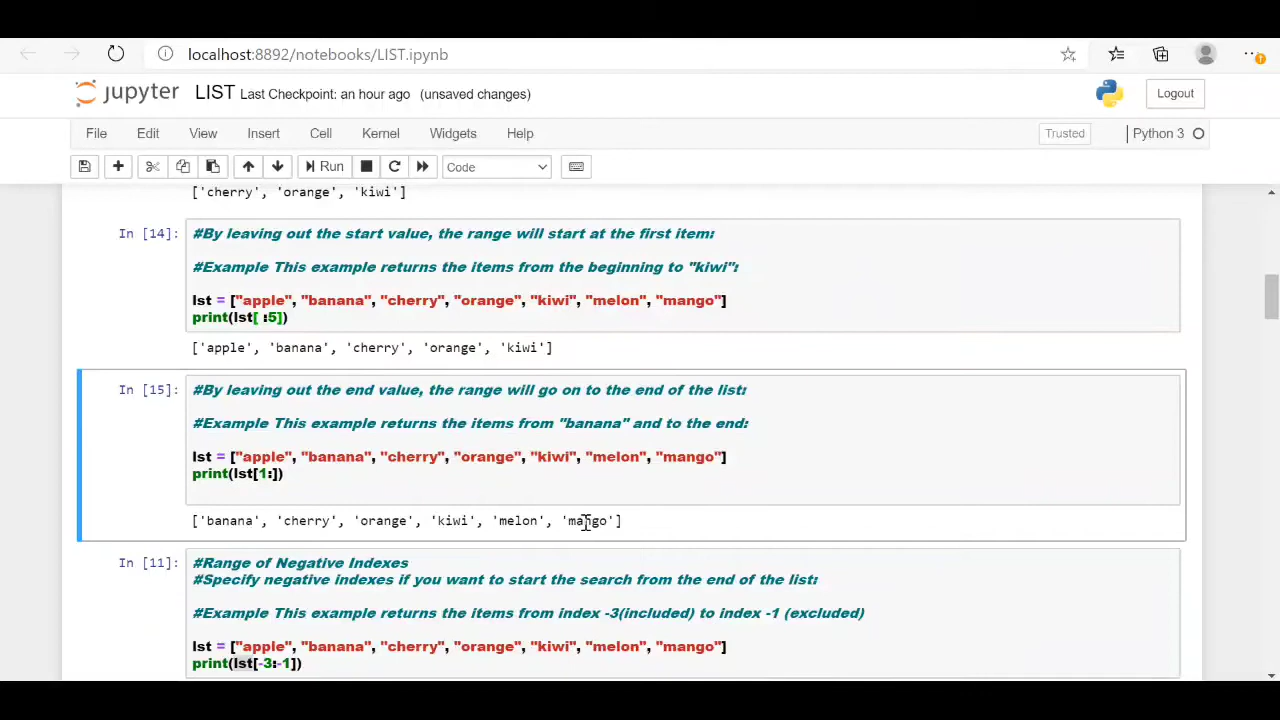 localhost:8892/notebooks/LIST.ipynb
jupyter LIST Last Checkpoint: an hour ago (unsaved changes) Logout
File Edit View Insert Cell Kernel Widgets Help Trusted Python 3
Run Code
['cherry', 'orange', 'kiwi']
In [14]: #By leaving out the start value, the range will start at the first item:
#Example This example returns the items from the beginning to "kiwi":
lst = ["apple", "banana", "cherry", "orange", "kiwi", "melon", "mango"]
print(lst[ :5])
['apple', 'banana', 'cherry', 'orange', 'kiwi']
In [15]: #By leaving out the end value, the range will go on to the end of the list:
#Example This example returns the items from "banana" and to the end:
lst = ["apple", "banana", "cherry", "orange", "kiwi", "melon", "mango"]
print(lst[1:])
['banana', 'cherry', 'orange', 'kiwi', 'melon', 'mango']
In [11]: #Range of Negative Indexes
#Specify negative indexes if you want to start the search from the end of the list:
#Example This example returns the items from index -3(included) to index -1 (excluded)
lst = ["apple", "banana", "cherry", "orange", "kiwi", "melon", "mango"]
print(lst[-3:-1])